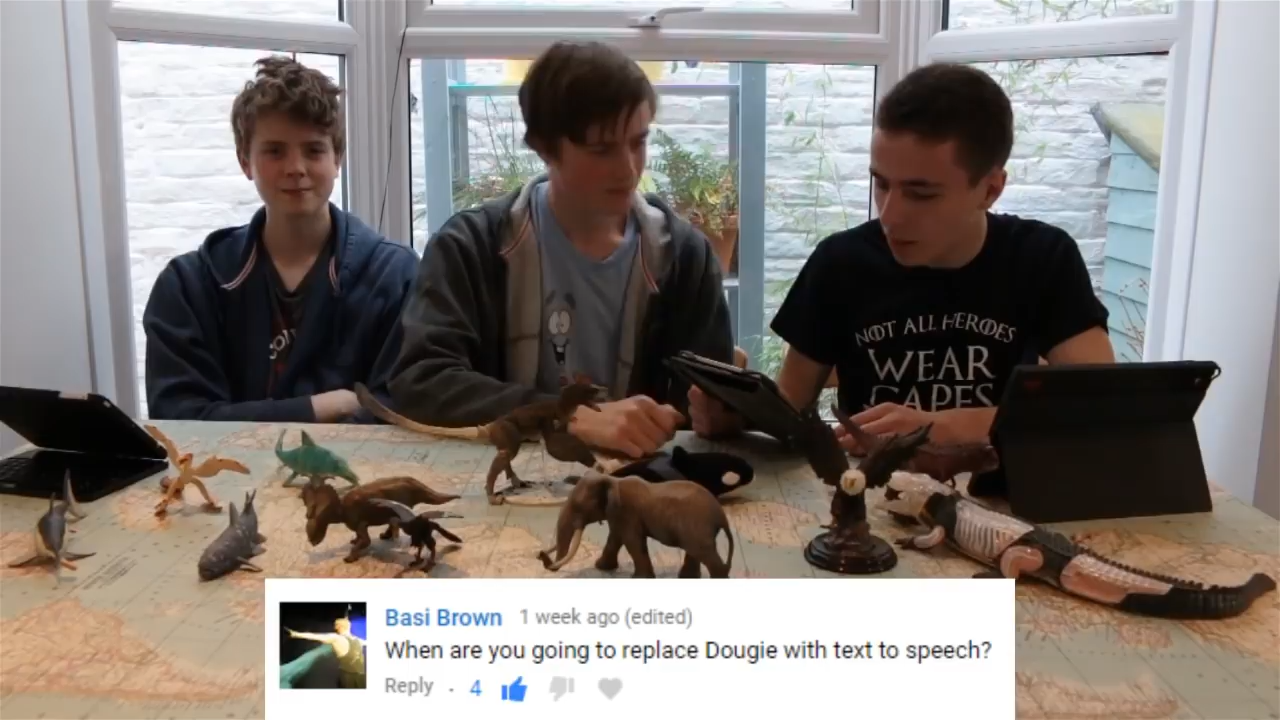 NOT ALL HEROES
WEAR
CAPES
Basi Brown 1 week ago (edited)
When are you going to replace Dougie with text to speech?
Reply · 4